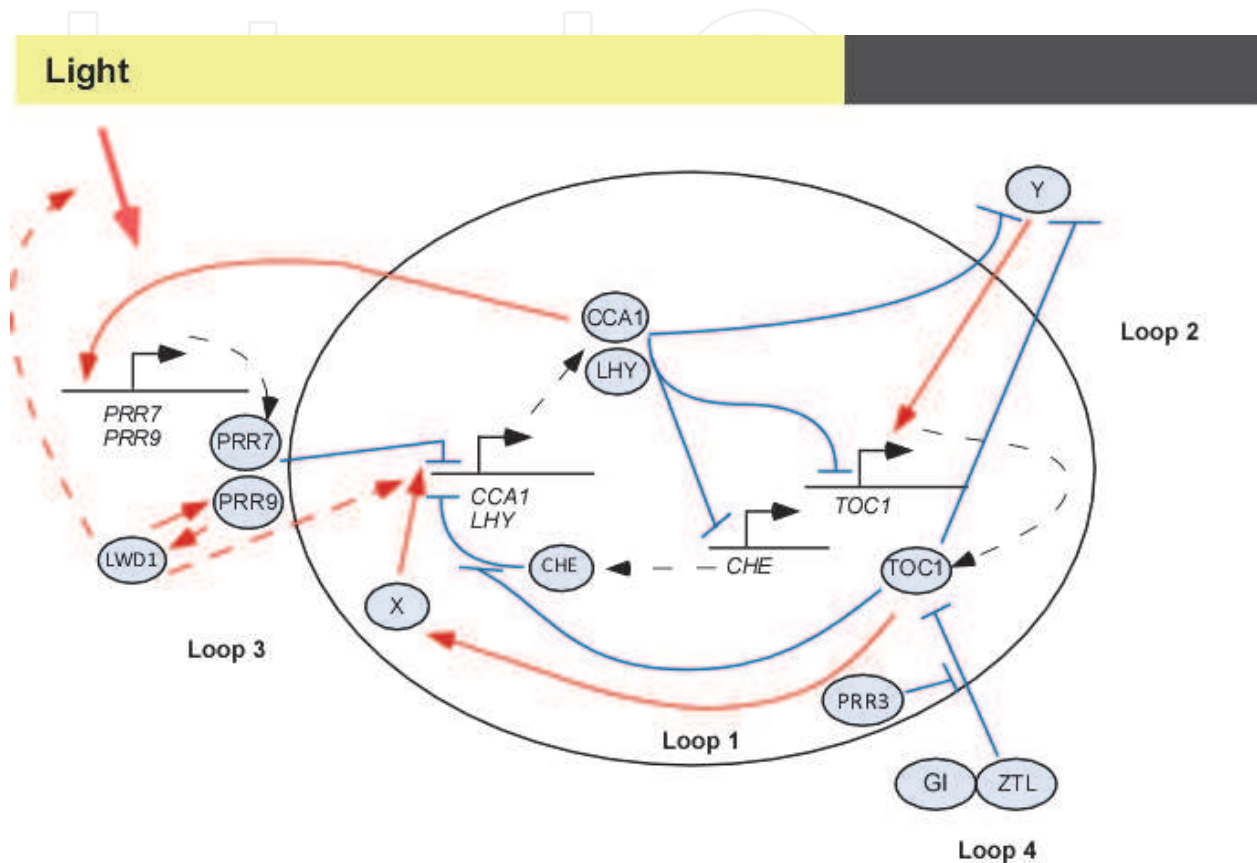 Light
Y
CCA1
LHY
Loop 2
PRR7
PRR9
PRR7
PRR9
CCA1
LHY
TOC1
CHE
CHE
TOC1
LWD1
X
Loop 3
PRR3
Loop 1
GI
ZTL
Loop 4